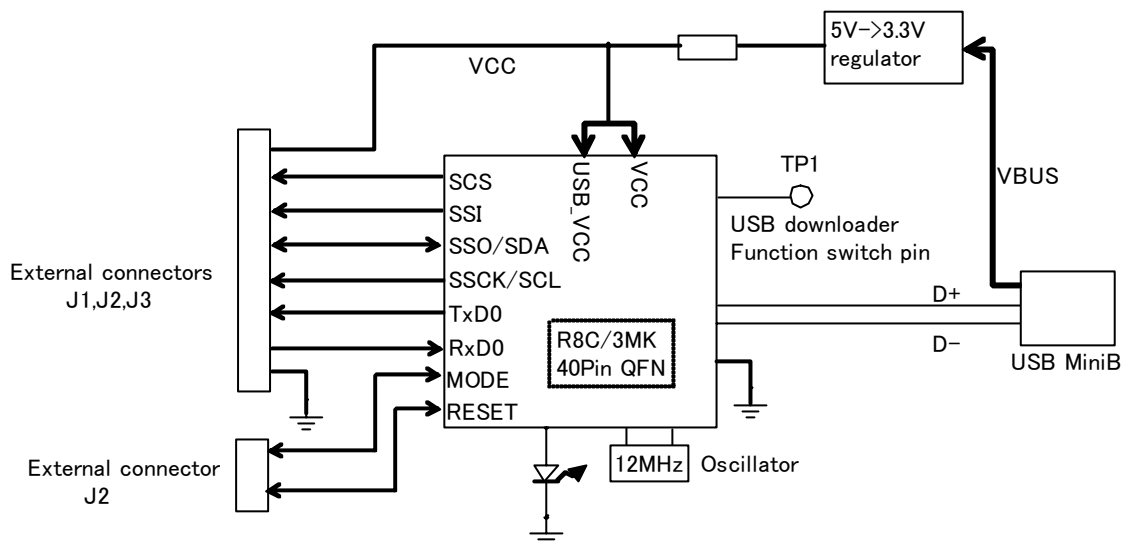 5V->3.3V
regulator
VCC
USB_VCC
VCC
TP1
VBUS
SCS
SSI
SSO/SDA
SSCK/SCL
TxD0
RxD0
MODE
RESET
USB downloader
Function switch pin
External connectors
J1,J2,J3
D+
D-
R8C/3MK
40Pin QFN
USB MiniB
External connector
J2
12MHz
Oscillator